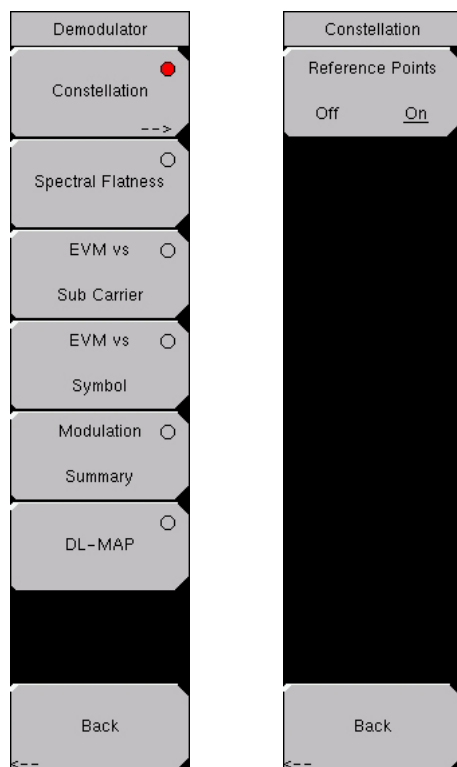 Demodulator
Constellation
-->
Spectral Flatness
EVM vs
Sub Carrier
EVM vs
Symbol
Modulation
Summary
DL-MAP
Back
<--
Constellation
Reference Points
Off On
Back
<--